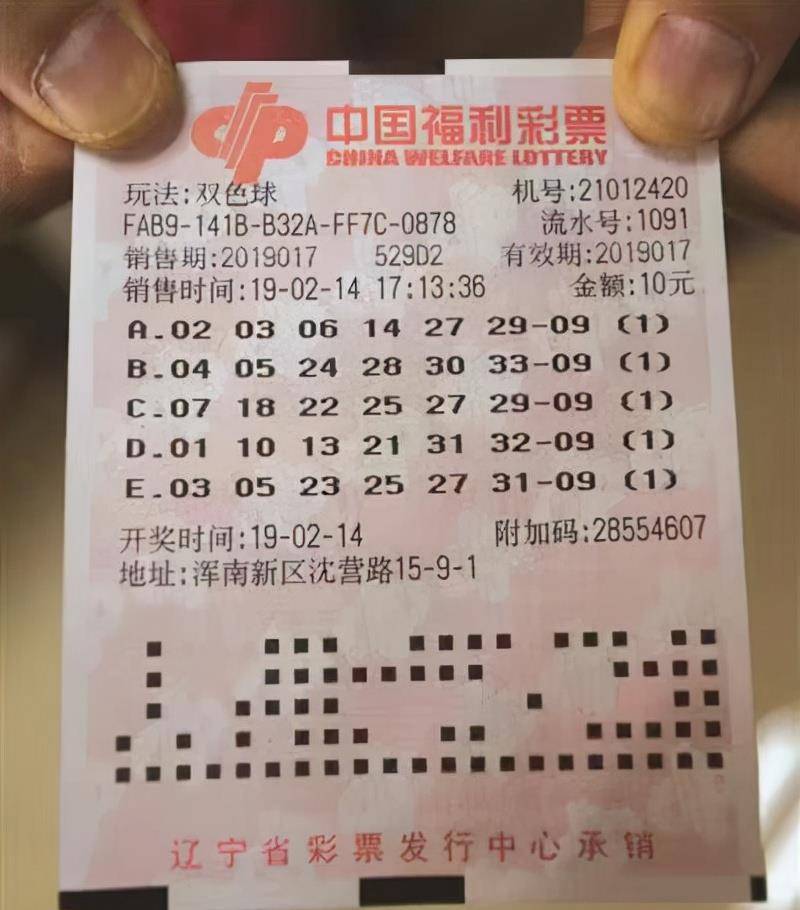 中国福利彩票
CHINA WELFARE LOTTERY
玩法:双色球 机号:21012420
FAB9-141B-B32A-FF7C-0878 流水号:1091
销售期:2019017 529D2 有效期:2019017
销售时间:19-02-14 17:13:36 金额:10元
A.02 03 06 14 27 29-09 (1)
B.04 05 24 28 30 33-09 (1)
C.07 18 22 25 27 29-09 (1)
D.01 10 13 21 31 32-09 (1)
E.03 05 23 25 27 31-09 (1)
开奖时间:19-02-14 附加码:28554607
地址:浑南新区沈营路15-9-1
辽宁省彩票发行中心承销